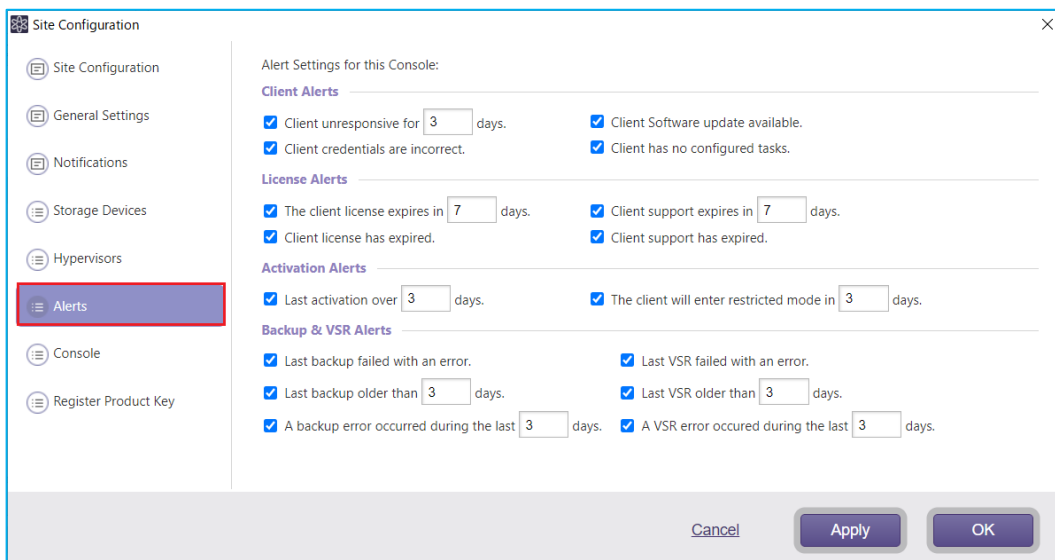 Site Configuration
Site Configuration
General Settings
Notifications
Storage Devices
Hypervisors
Alerts
Console
Register Product Key
Alert Settings for this Console:
Client Alerts
Client unresponsive for 3 days.
Client Software update available.
Client credentials are incorrect.
Client has no configured tasks.
License Alerts
The client license expires in 7 days.
Client support expires in 7 days.
Client license has expired.
Client support has expired.
Activation Alerts
Last activation over 3 days.
The client will enter restricted mode in 3 days.
Backup & VSR Alerts
Last backup failed with an error.
Last VSR failed with an error.
Last backup older than 3 days.
Last VSR older than 3 days.
A backup error occurred during the last 3 days.
A VSR error occured during the last 3 days.
Cancel
Apply
OK